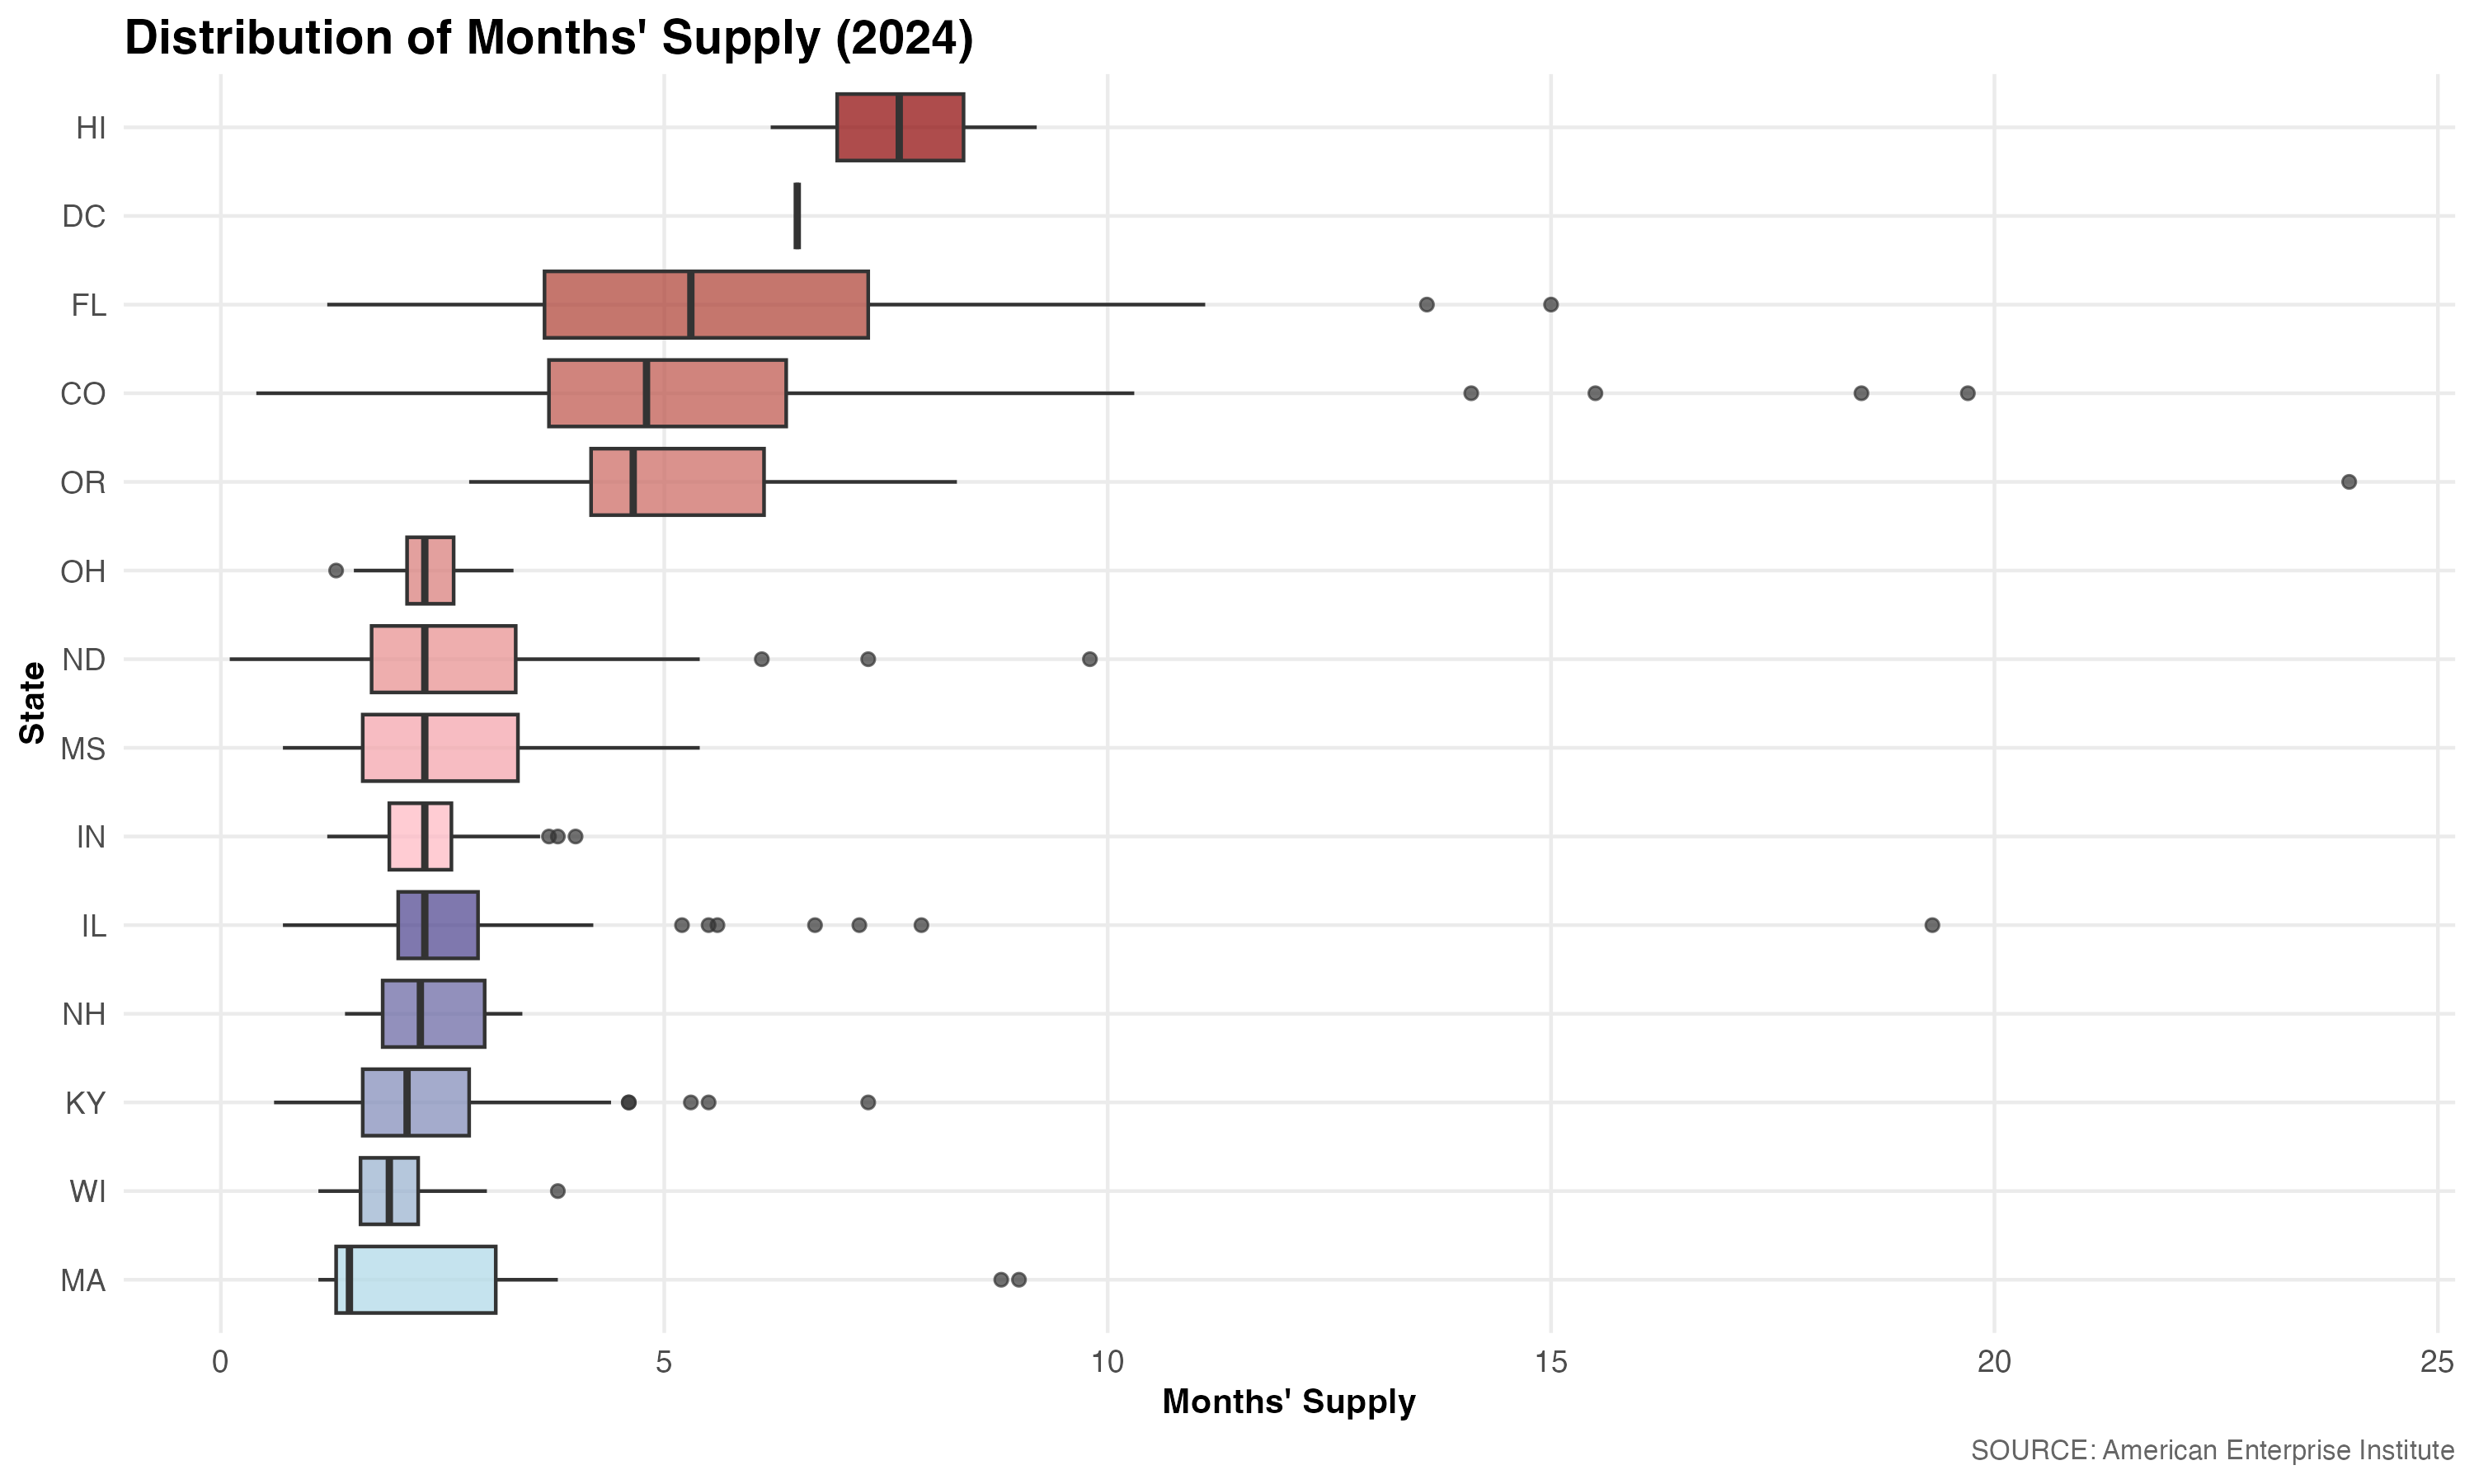 Distribution of Months' Supply (2024)
State
HI
DC
FL
CO
OR
OH
ND
MS
IN
IL
NH
KY
WI
MA
0 5 10 15 20 25
Months' Supply
SOURCE: American Enterprise Institute